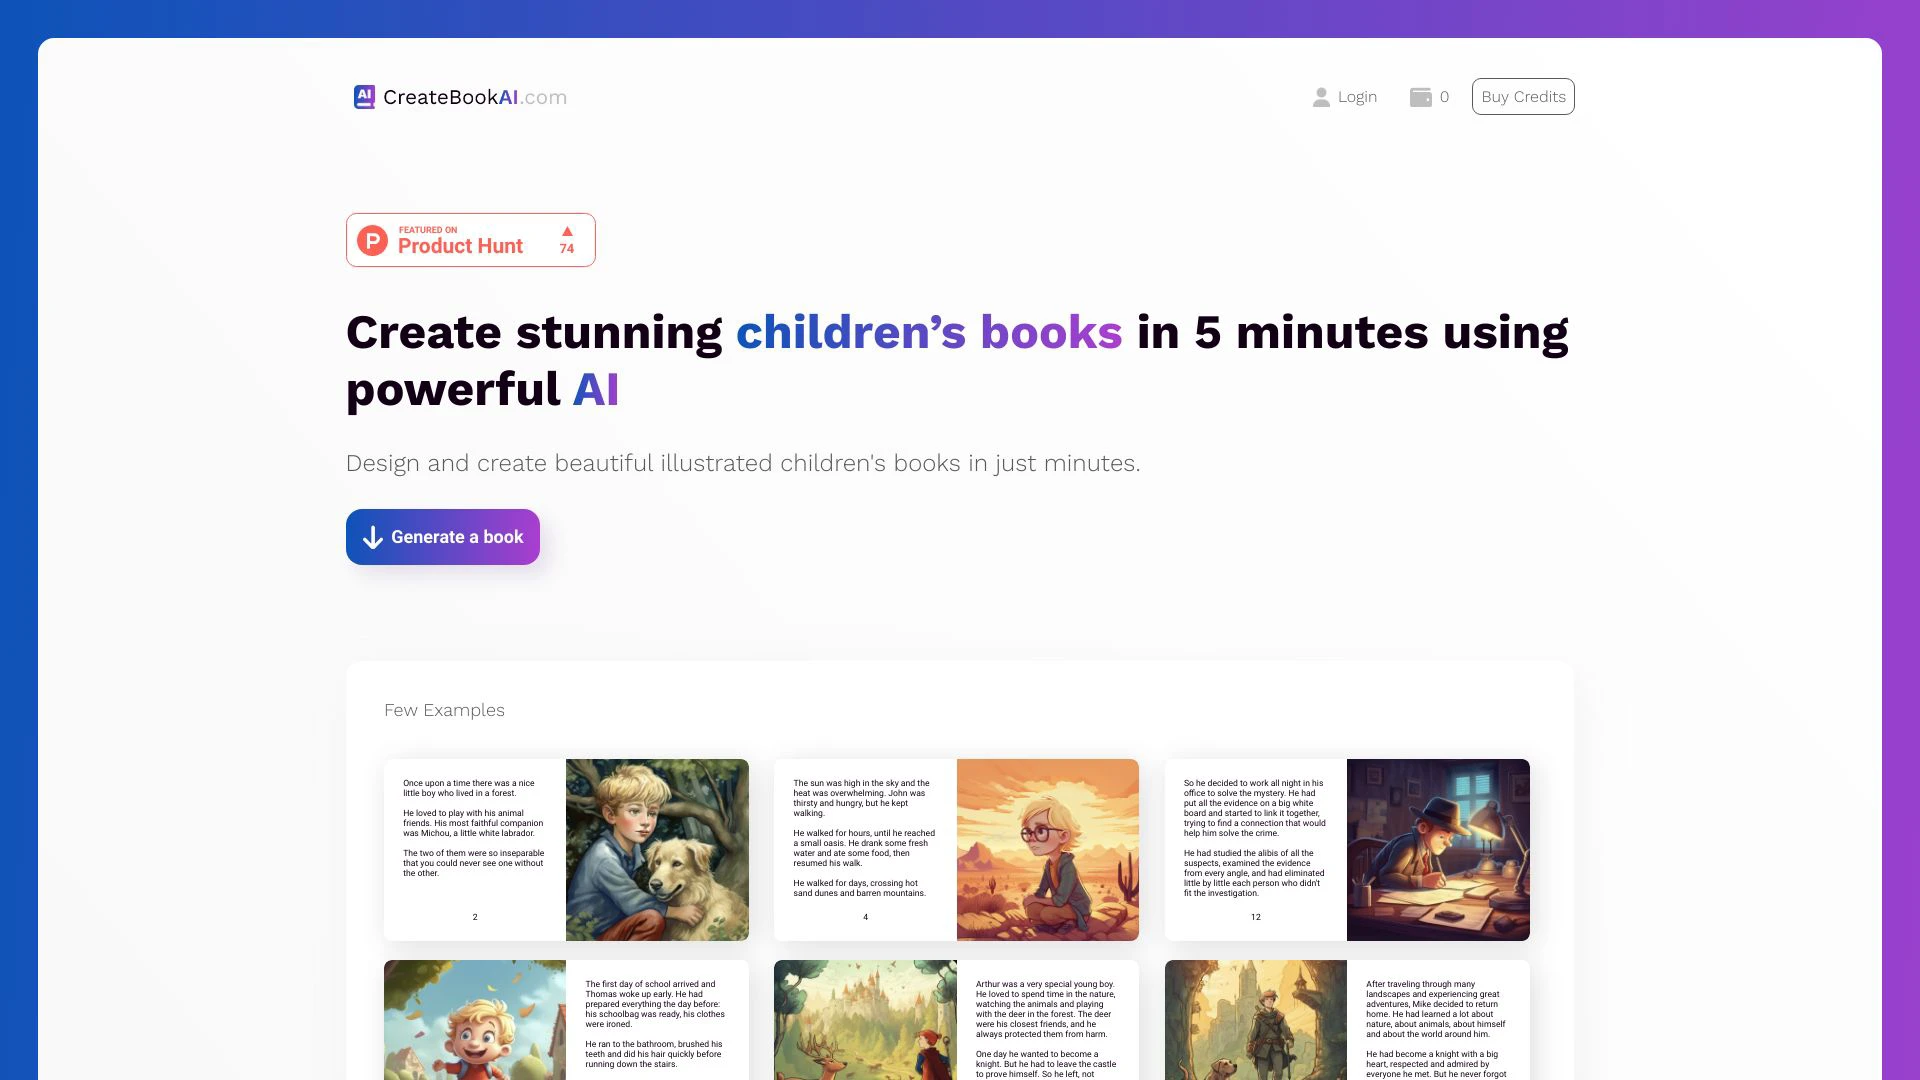 AI CreateBookAI.com
Login
0
Buy Credits
FEATURED ON
Product Hunt
74
Create stunning children’s books in 5 minutes using
powerful AI
Design and create beautiful illustrated children's books in just minutes.
Generate a book
Few Examples
Once upon a time there was a nice
little boy who lived in a forest.
He loved to play with his animal
friends. His most faithful companion
was Michou, a little white labrador.
The two of them were so inseparable
that you could never see one without
the other.
2
The sun was high in the sky and the
heat was overwhelming. John was
thirsty and hungry, but he kept
walking.
He walked for hours, until he reached
a small oasis. He drank some fresh
water and ate some food, then
resumed his walk.
He walked for days, crossing hot
sand dunes and barren mountains.
4
So he decided to work all night in his
office to solve the mystery. He had
put all the evidence on a big white
board and started to link it together,
trying to find a connection that would
help him solve the crime.
He had studied the alibis of all the
suspects, examined the evidence
from every angle, and had eliminated
little by little each person who didn't
fit the investigation.
12
The first day of school arrived and
Thomas woke up early. He had
prepared everything the day before:
his schoolbag was ready, his clothes
were ironed.
He ran to the bathroom, brushed his
teeth and did his hair quickly before
running down the stairs.
Arthur was a very special young boy.
He loved to spend time in the nature,
watching the animals and playing
with the deer in the forest. The deer
were his closest friends, and he
always protected them from harm.
One day he wanted to become a
knight. But he had to leave the castle
to prove himself. So he left, not
After traveling through many
landscapes and experiencing great
adventures, Mike decided to return
home. He had learned a lot about
nature, about animals, about himself
and about the world around him.
He had become a knight with a big
heart, respected and admired by
everyone he met. But he never forgot